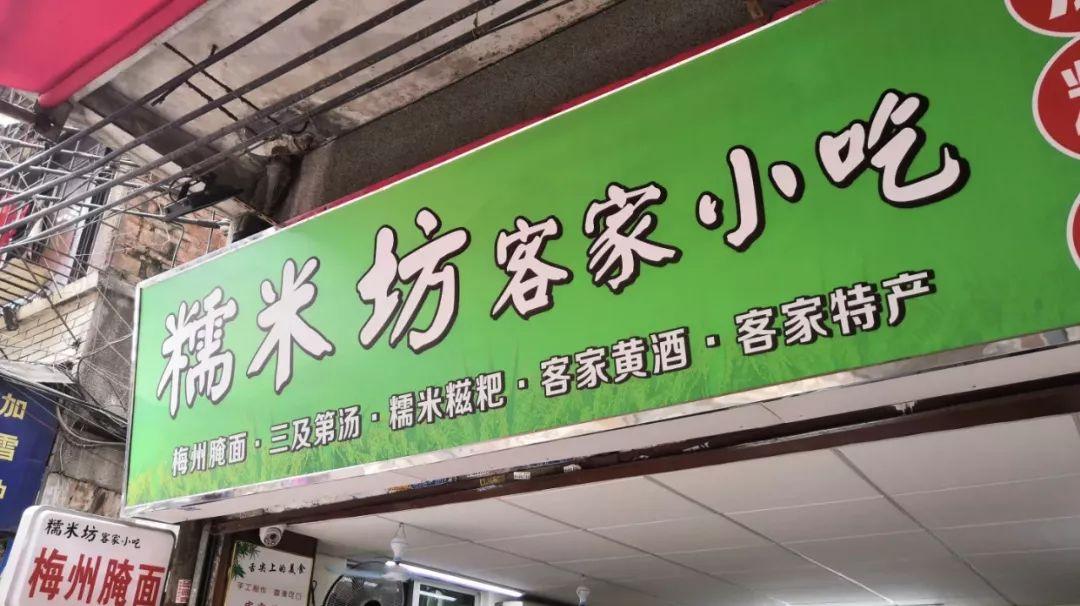 糯米坊客家小吃
梅州腌面·三及第汤·糯米糍粑·客家黄酒·客家特产
糯米坊客家小吃
梅州腌面
舌尖上的美食
加
雪